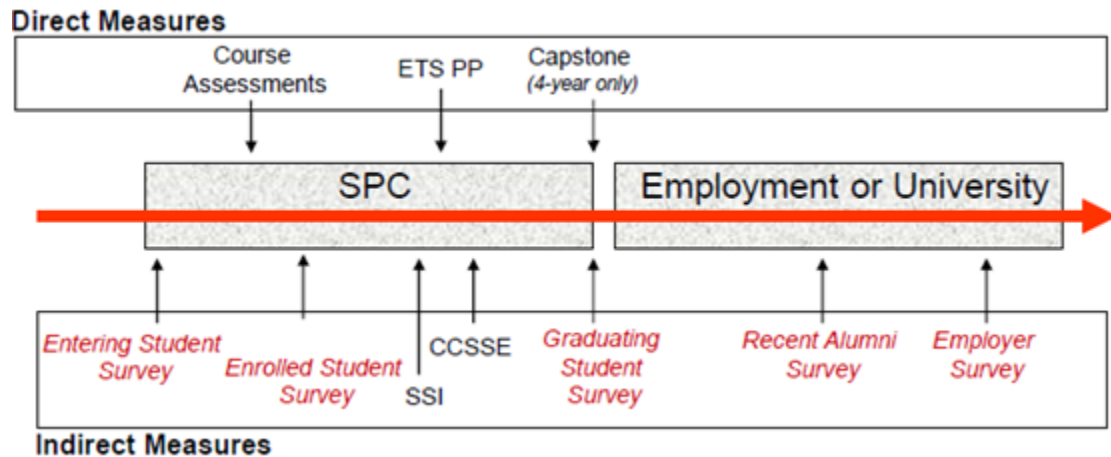 Direct Measures
Course
Assessments
ETS PP
Capstone
(4-year only)
SPC
Employment or University
Entering Student
Survey
Enrolled Student
Survey
SSI
CCSSE
Graduating
Student
Survey
Recent Alumni
Survey
Employer
Survey
Indirect Measures